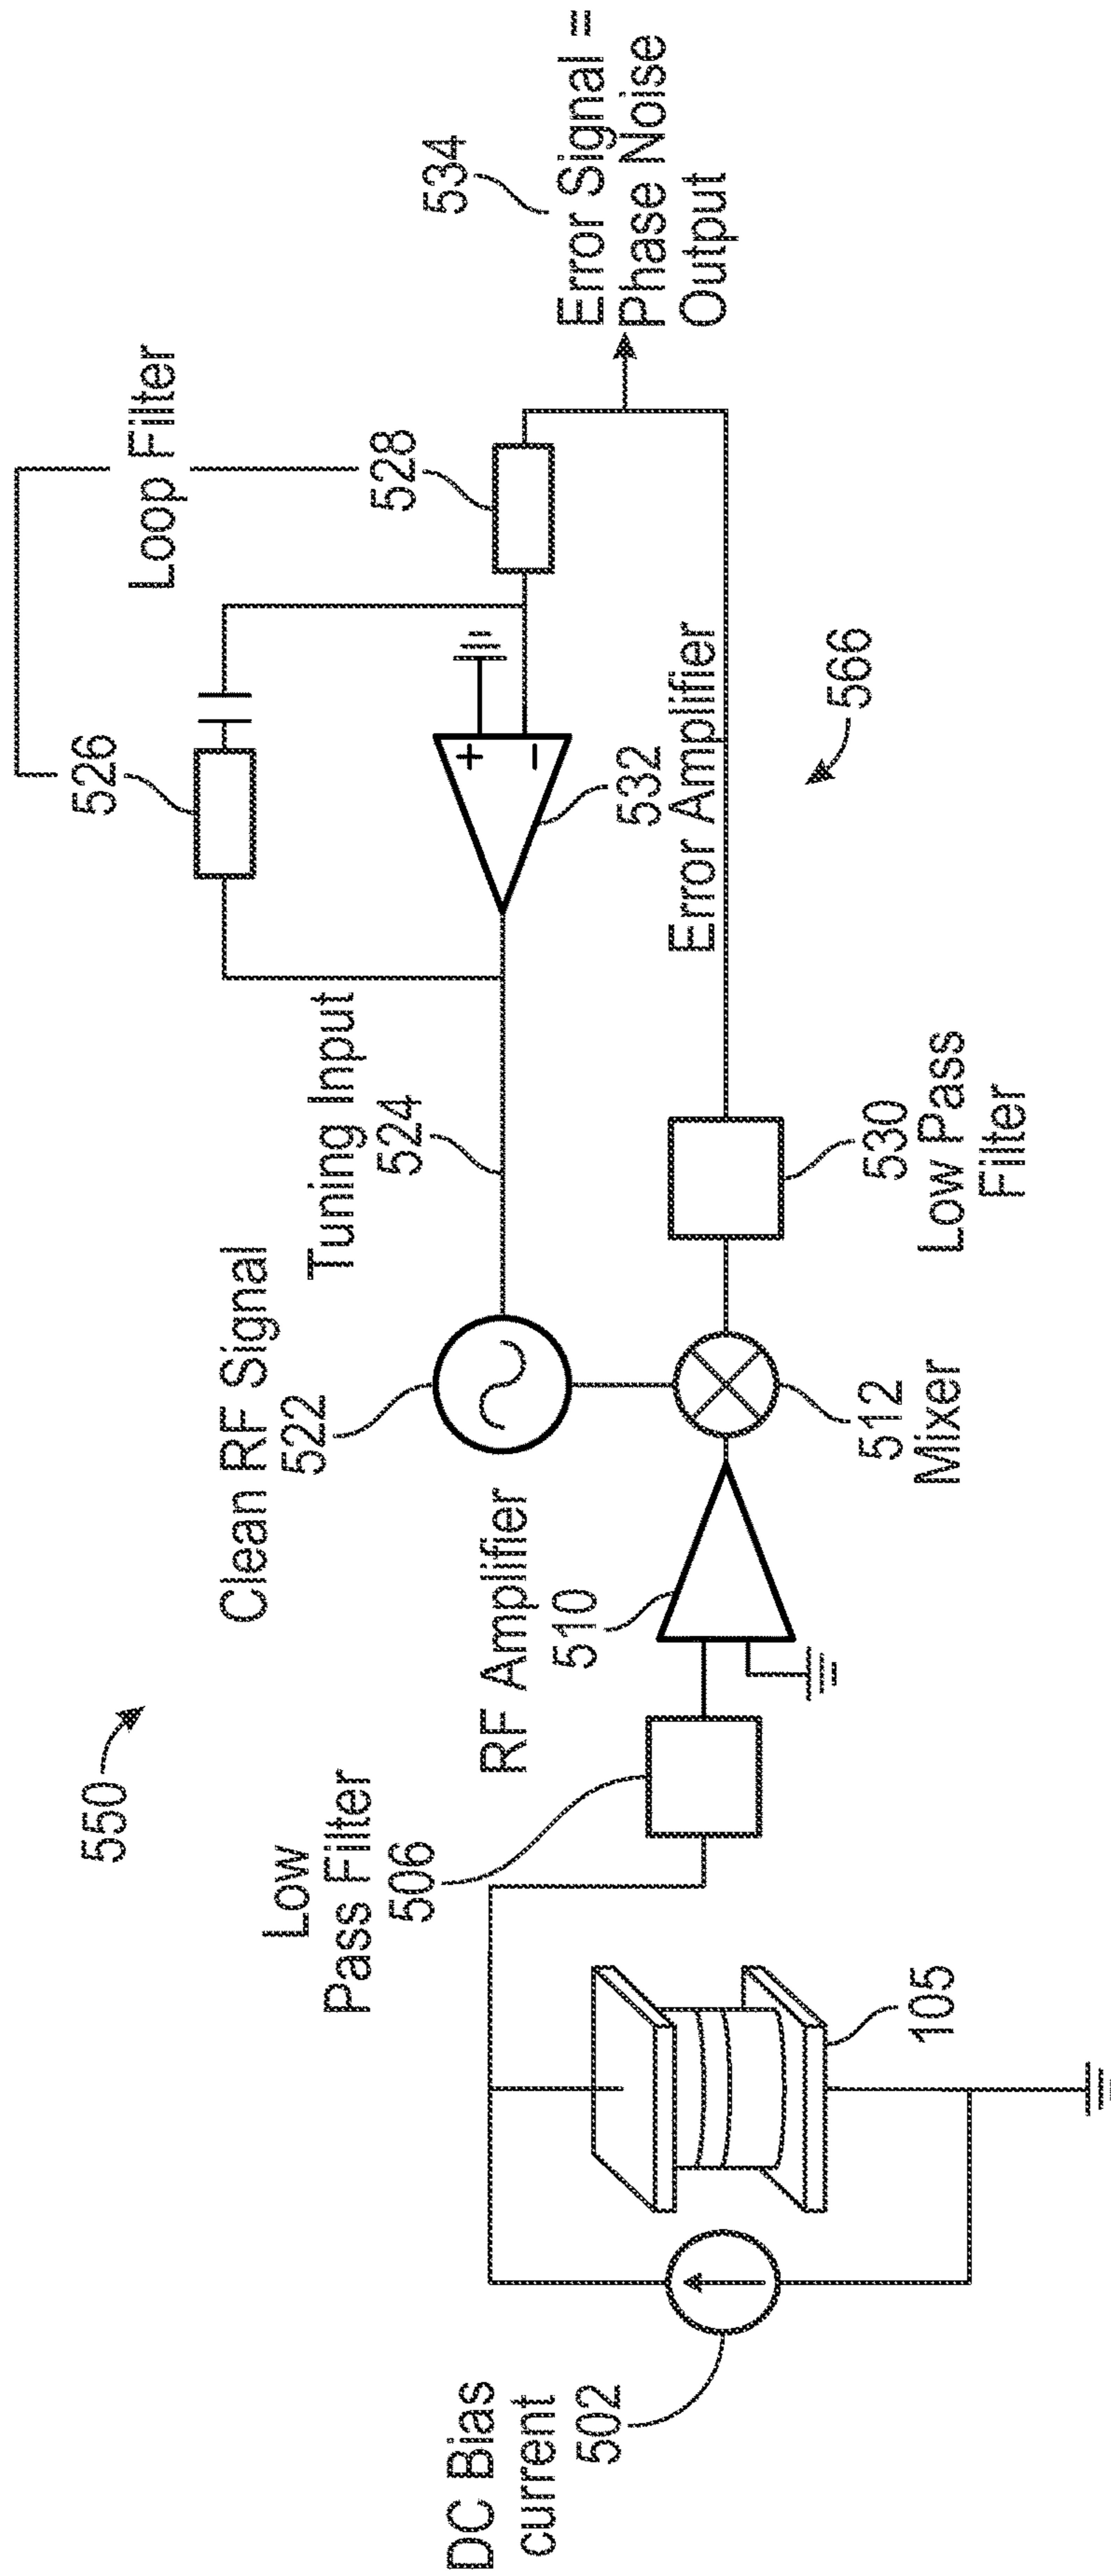 550
Loop Filter
526
528
534
Error Signal =
Phase Noise
Output
Clean RF Signal
522
Tuning Input
524
+
−
532
Error Amplifier
566
Low
Pass Filter
506
RF Amplifier
510
512
Mixer
530
Low Pass
Filter
DC Bias
current
502
105